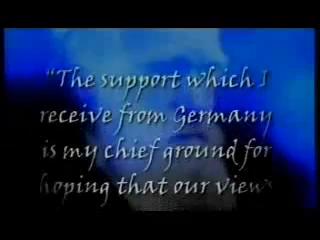 "The support which I
receive from Germany
is my chief ground for
hoping that our views